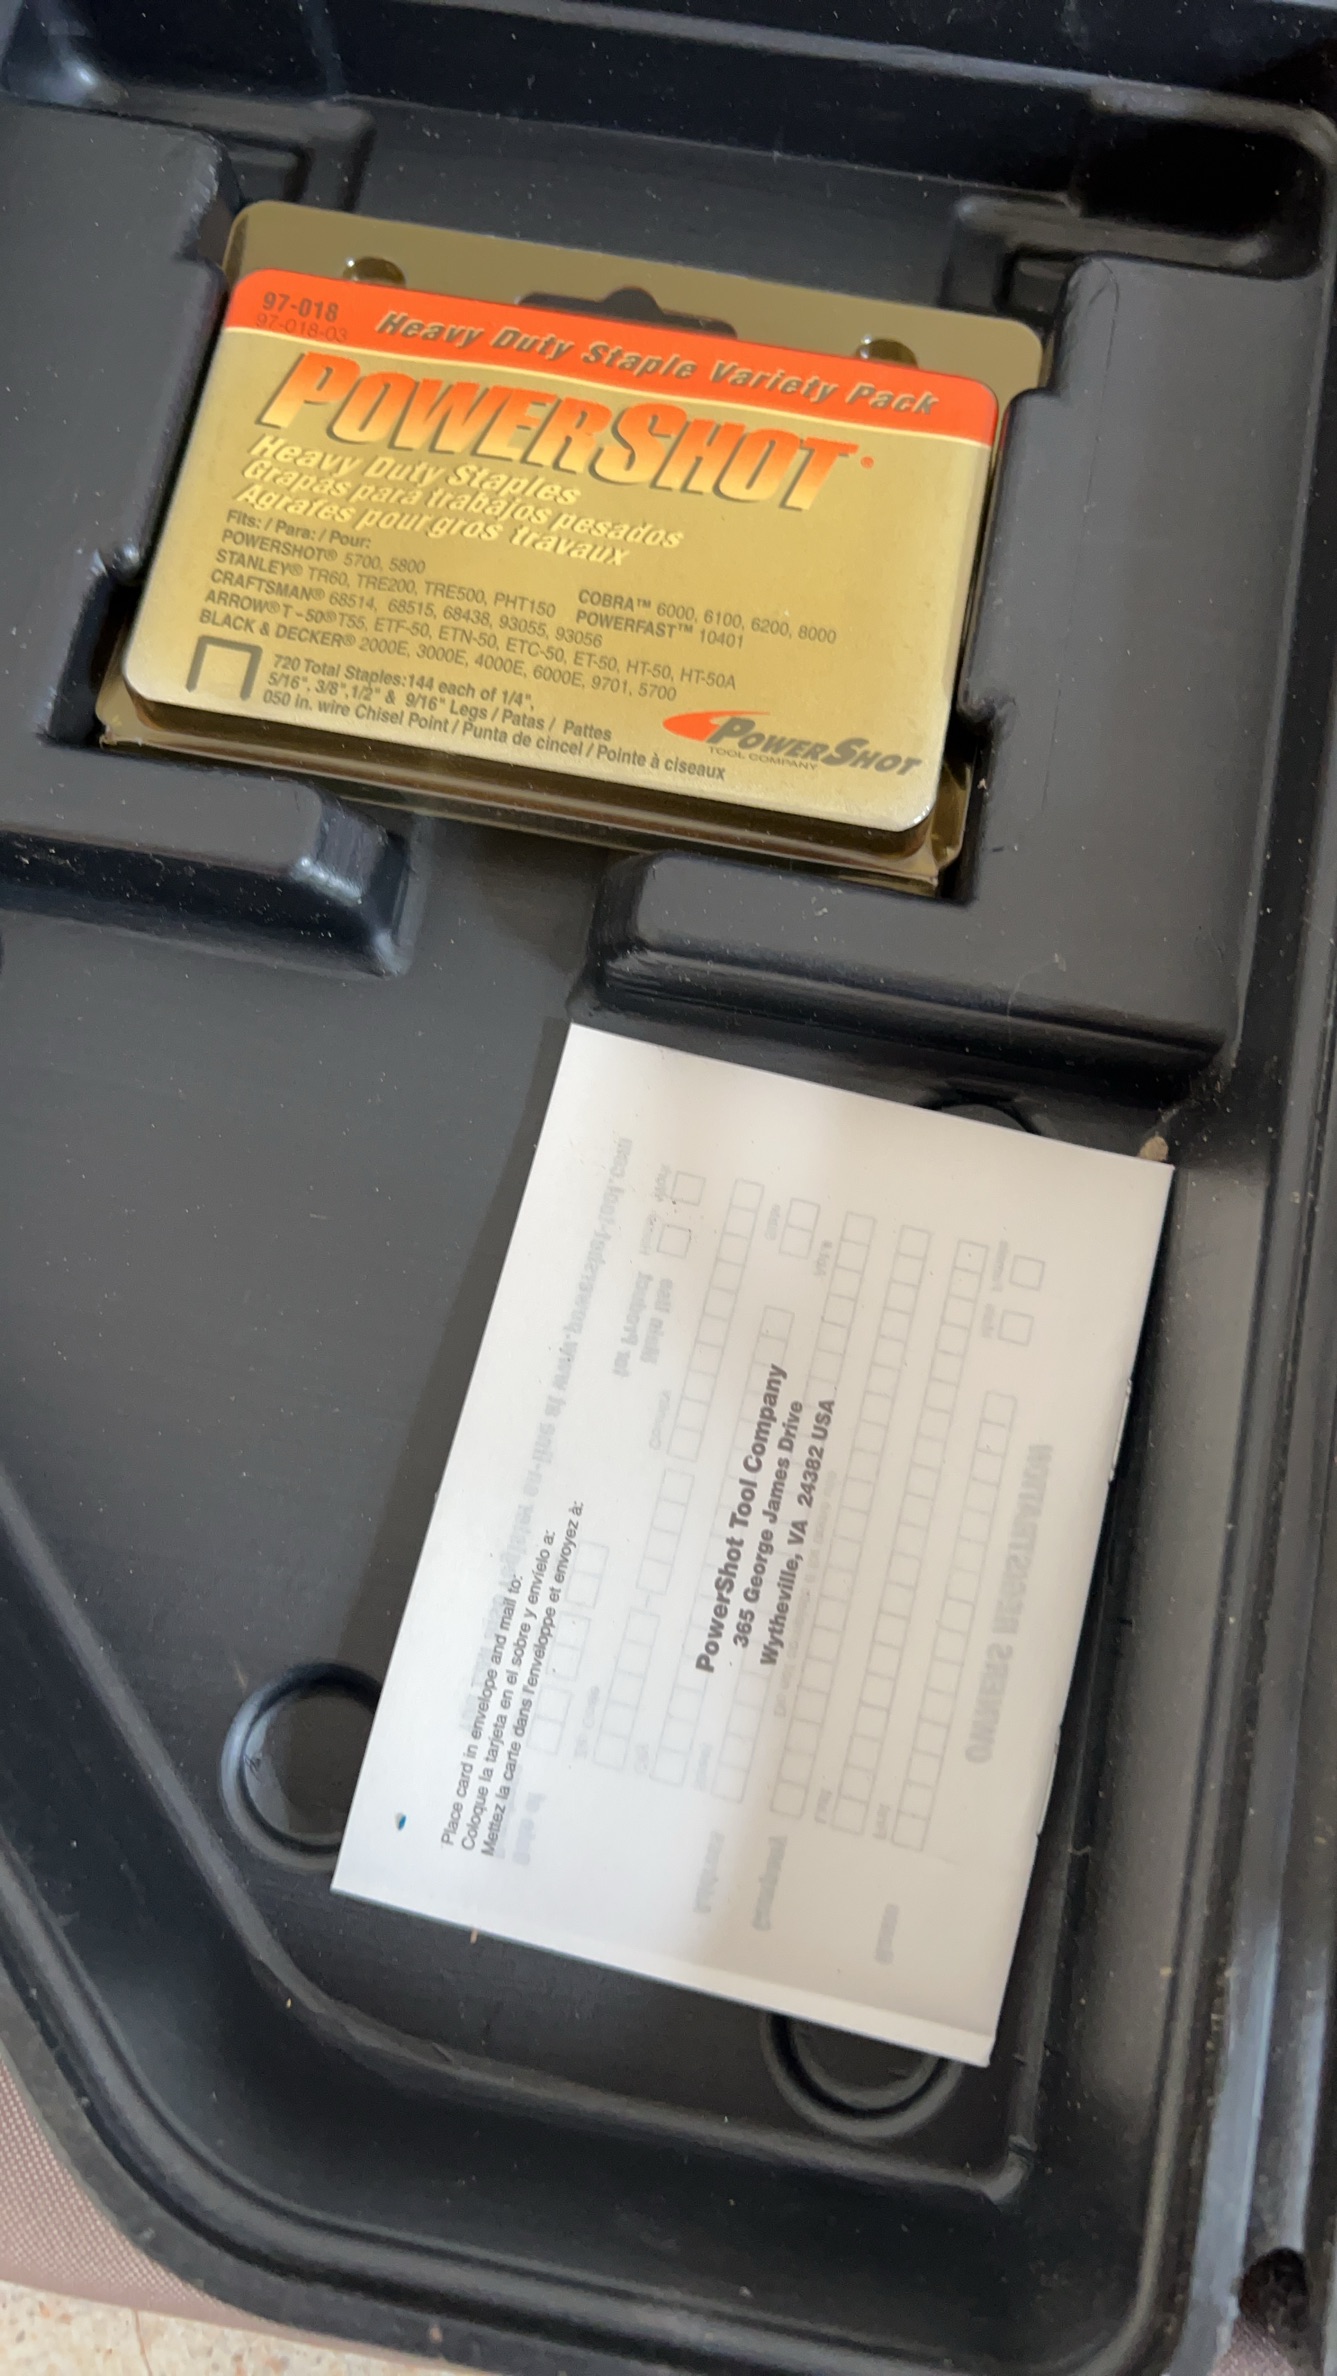 97-018
97-018-03
Heavy Duty Staple Variety Pack
POWERSHOT
Heavy Duty Staples
Grapas para trabajos pesados
Agrafes pour gros travaux
Fits: / Para: / Pour:
POWERSHOT® 5700, 5800
STANLEY® TR60, TRE200, TRE500, PHT150
CRAFTSMAN® 68514, 68515, 68438, 93055, 93056
ARROW® T-50® T55, ETF-50, ETN-50, ETC-50, ET-50, HT-50, HT-50A
BLACK & DECKER® 2000E, 3000E, 4000E, 6000E, 9701, 5700
COBRA™ 6000, 6100, 6200, 8000
POWERFAST™ 10401
720 Total Staples:144 each of 1/4",
5/16", 3/8",1/2" & 9/16" Legs / Patas / Pattes
050 in. wire Chisel Point / Punta de cincel / Pointe à ciseaux
POWERSHOT
TOOL COMPANY
Place card in envelope and mail to:
Coloque la tarjeta en el sobre y envíelo a:
Mettez la carte dans l'enveloppe et envoyez à:
PowerShot Tool Company
365 George James Drive
Wytheville, VA 24382 USA
OWNERS REGISTRATION